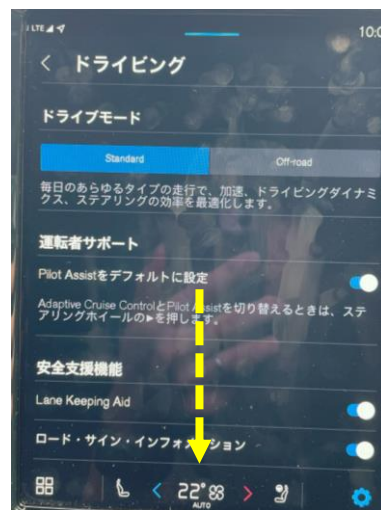 LTE
10:0
ドライビング
ドライブモード
Standard
Off-road
毎日のあらゆるタイプの走行で、加速、ドライビングダイナミ
クス、ステアリングの効率を最適化します。
運転者サポート
Pilot Assistをデフォルトに設定
Adaptive Cruise ControlとPilot Assistを切り替えるときは、ステ
アリングホイールの▶を押します。
安全支援機能
Lane Keeping Aid
ロード・サイン・インフォメーション
22°
AUTO